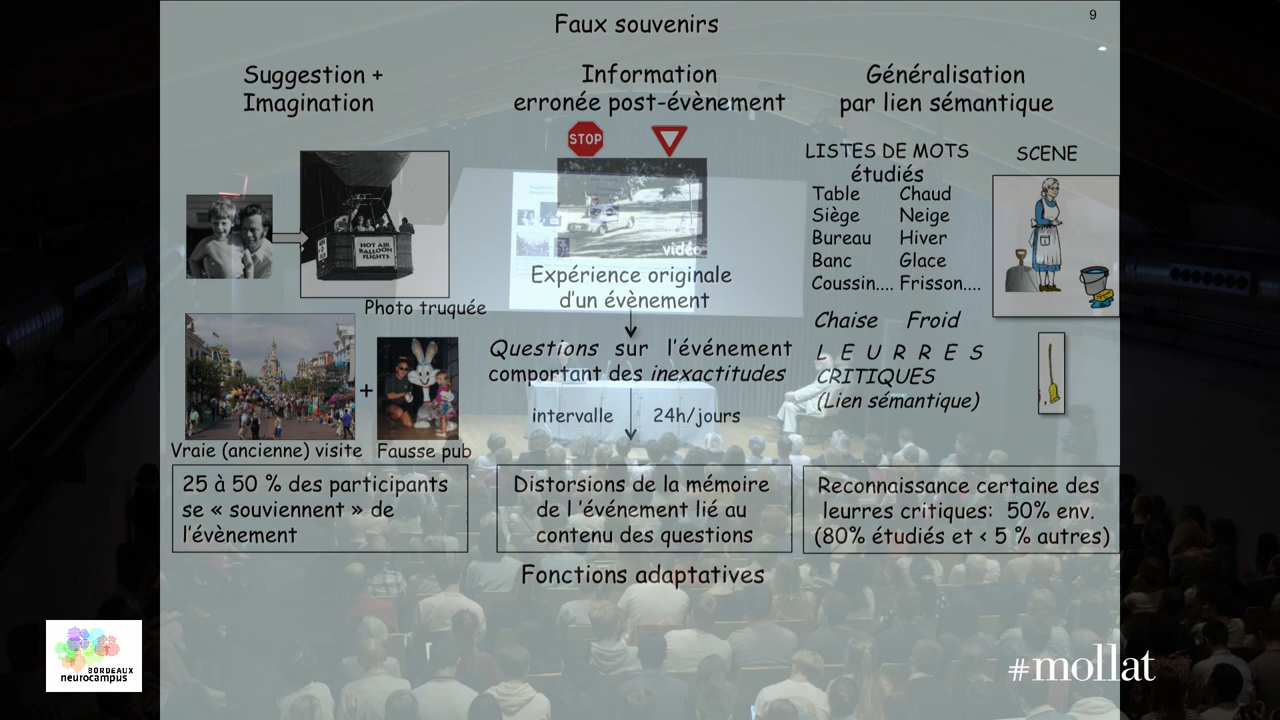 9
Faux souvenirs
Suggestion +
Imagination
HOT AIR
BALLOON
FLIGHTS
Photo truquée
+
Vraie (ancienne) visite
Fausse pub
25 à 50 % des participants
se « souviennent » de
l’évènement
Information
erronée post-évènement
STOP
vidéo
Expérience originale
d’un évènement
Questions sur l’événement
comportant des inexactitudes
intervalle 24h/jours
Distorsions de la mémoire
de l ’événement lié au
contenu des questions
Généralisation
par lien sémantique
LISTES DE MOTS
étudiés
SCENE
Table Chaud
Siège Neige
Bureau Hiver
Banc Glace
Coussin.... Frisson....
Chaise Froid
L E U R R E S
CRITIQUES
(Lien sémantique)
Reconnaissance certaine des
leurres critiques: 50% env.
(80% étudiés et < 5 % autres)
Fonctions adaptatives
BORDEAUX
neurocampus
#mollat